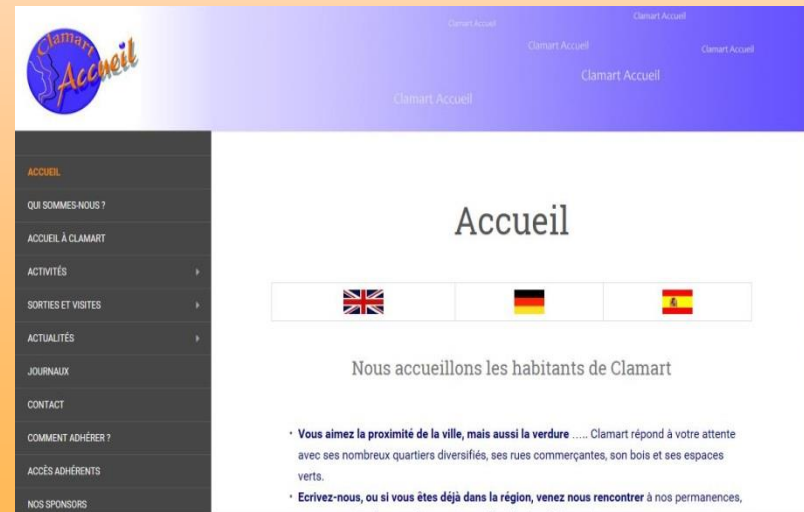 Clamart
Accueil
Clamart Accueil
Clamart Accueil
Clamart Accueil
Clamart Accueil
Clamart Accueil
Clamart Accueil
ACCUEIL
QUI SOMMES-NOUS ?
ACCUEIL À CLAMART
ACTIVITÉS
SORTIES ET VISITES
ACTUALITÉS
JOURNAUX
CONTACT
COMMENT ADHÉRER ?
ACCÈS ADHÉRENTS
NOS SPONSORS
Accueil
Nous accueillons les habitants de Clamart
• Vous aimez la proximité de la ville, mais aussi la verdure ..... Clamart répond à votre attente
avec ses nombreux quartiers diversifiés, ses rues commerçantes, son bois et ses espaces
verts.
• Ecrivez-nous, ou si vous êtes déjà dans la région, venez nous rencontrer à nos permanences,